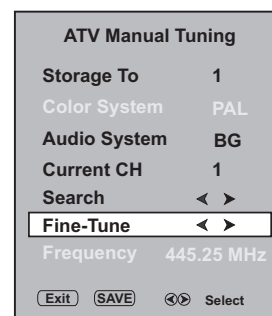 ATV Manual Tuning
Storage To 1
Color System PAL
Audio System BG
Current CH 1
Search
Fine-Tune
Frequency 445.25 MHz
Exit SAVE Select